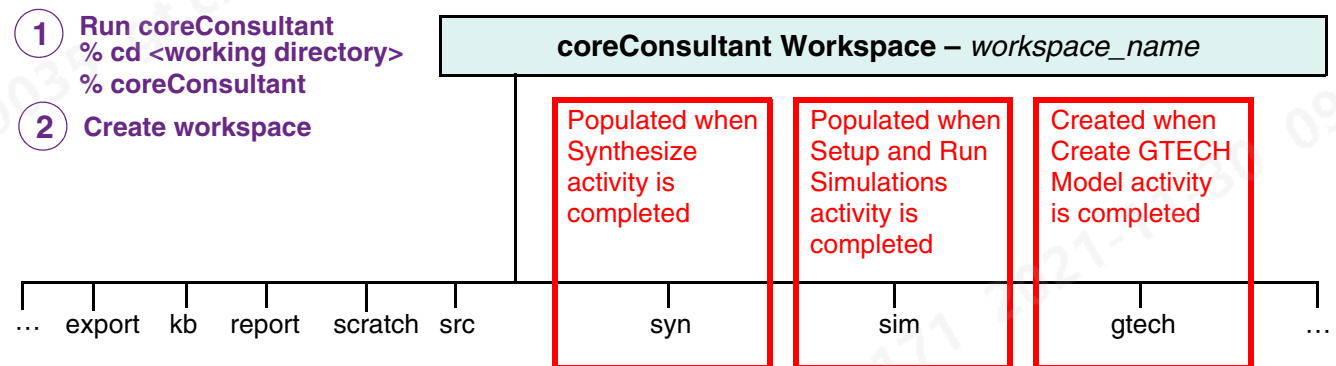 1 Run coreConsultant
% cd <working directory>
% coreConsultant
2 Create workspace
coreConsultant Workspace – workspace_name
Populated when
Synthesize
activity is
completed
Populated when
Setup and Run
Simulations
activity is
completed
Created when
Create GTECH
Model activity
is completed
... export kb report scratch src syn sim gtech ...